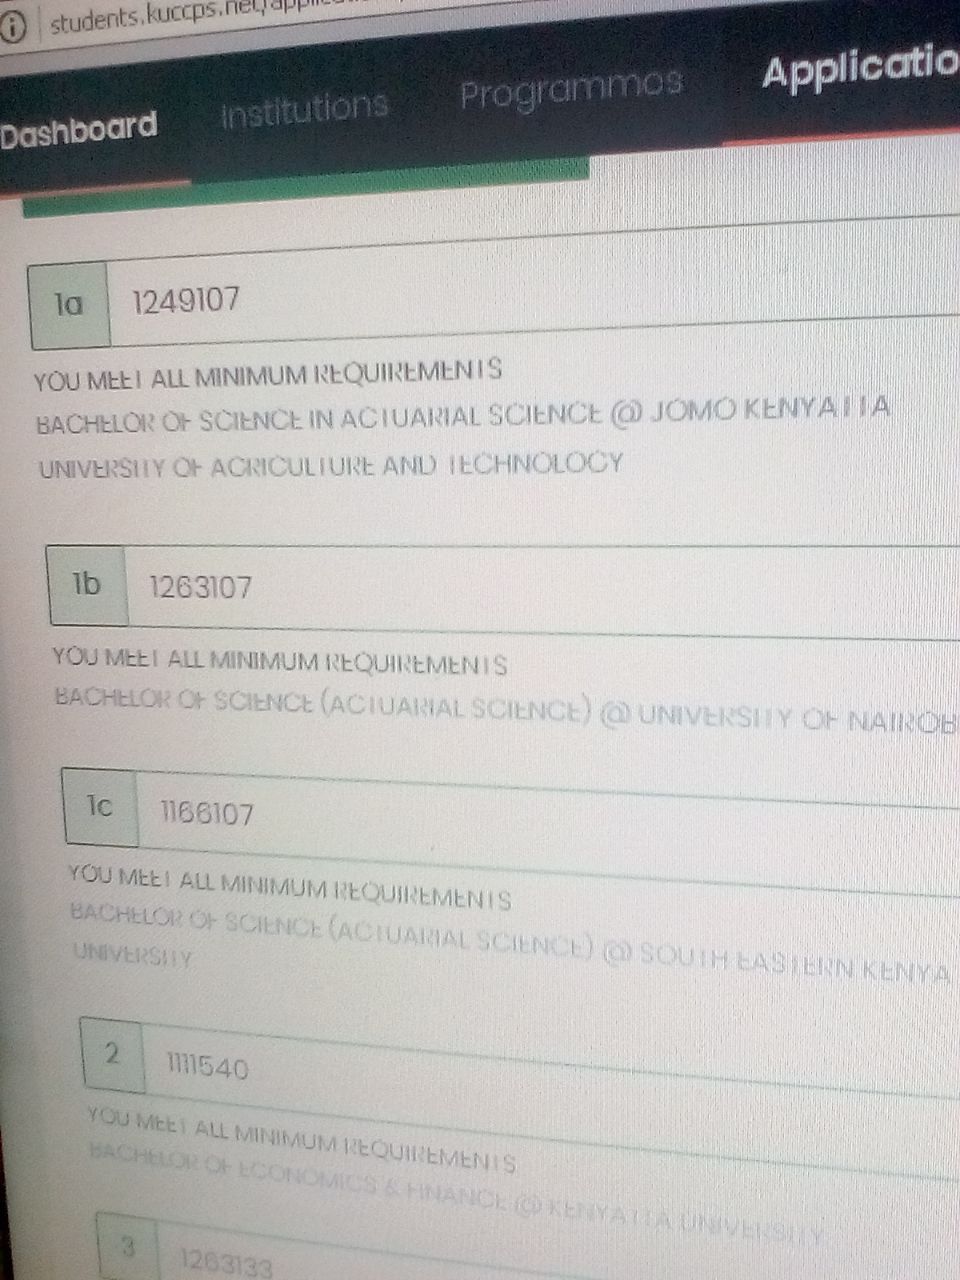 students.kuccps.net/
Dashboard Institutions Programmes Applicatio
1a 1249107
YOU MEET ALL MINIMUM REQUIREMENTS
BACHELOR OF SCIENCE IN ACTUARIAL SCIENCE @ JOMO KENYATTA
UNIVERSITY OF AGRICULTURE AND TECHNOLOGY
1b 1263107
YOU MEET ALL MINIMUM REQUIREMENTS
BACHELOR OF SCIENCE (ACTUARIAL SCIENCE) @ UNIVERSITY OF NAIROB
1c 1166107
YOU MEET ALL MINIMUM REQUIREMENTS
BACHELOR OF SCIENCE (ACTUARIAL SCIENCE) @ SOUTH EASTERN KENYA
UNIVERSITY
2 1111540
YOU MEET ALL MINIMUM REQUIREMENTS
BACHELOR OF ECONOMICS & FINANCE @ KENYATTA UNIVERSITY
3 1263133